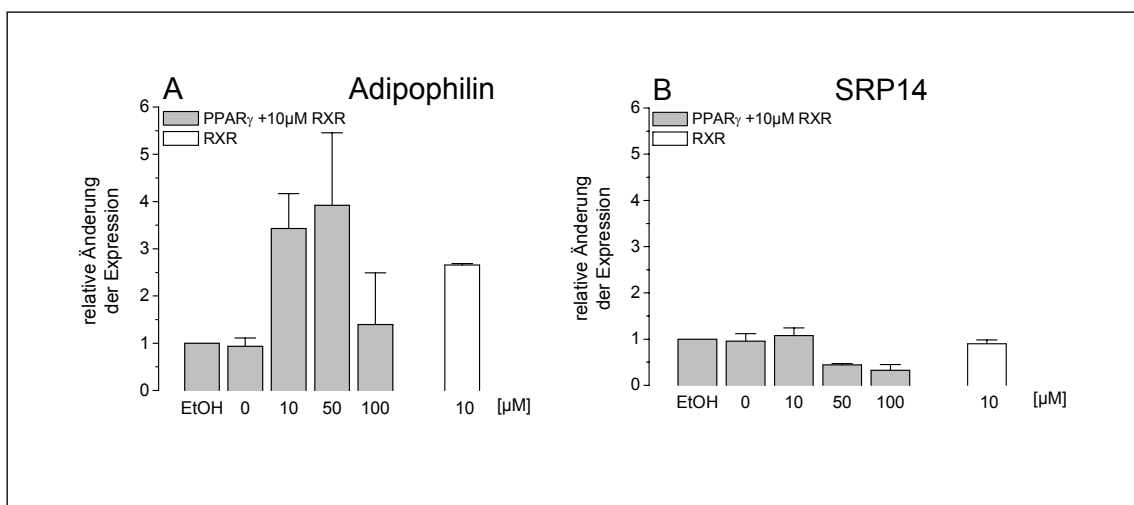 A Adipophilin
6
5
4
3
2
1
0
PPARγ +10µM RXR
RXR
relative Änderung
der Expression
EtOH 0 10 50 100 10 [µM]
B SRP14
6
5
4
3
2
1
0
PPARγ +10µM RXR
RXR
relative Änderung
der Expression
EtOH 0 10 50 100 10 [µM]